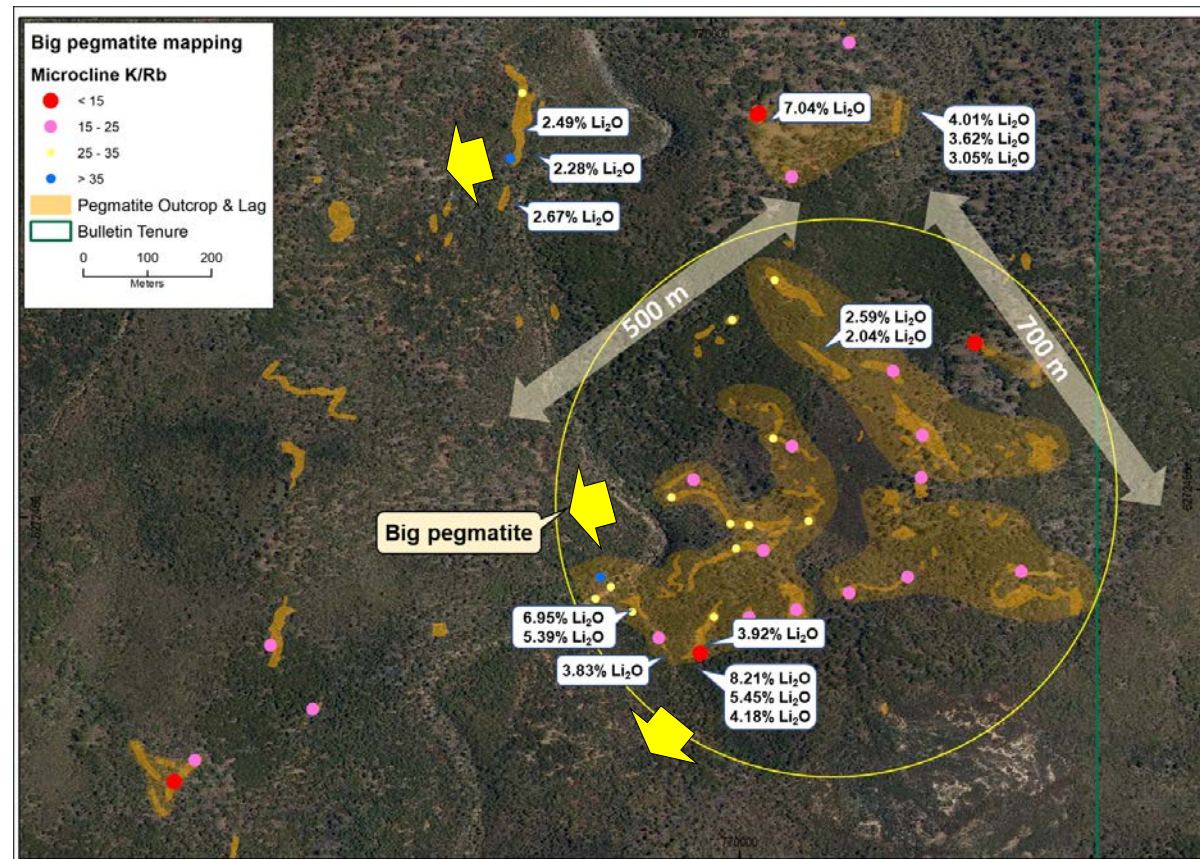 Big pegmatite mapping
Microcline K/Rb
< 15
15 - 25
25 - 35
> 35
Pegmatite Outcrop & Lag
Bulletin Tenure
0 100 200
Meters
770000
2.49% Li₂O
2.28% Li₂O
2.67% Li₂O
7.04% Li₂O
4.01% Li₂O
3.62% Li₂O
3.05% Li₂O
500 m
700 m
2.59% Li₂O
2.04% Li₂O
Big pegmatite
6.95% Li₂O
5.39% Li₂O
3.83% Li₂O
3.92% Li₂O
8.21% Li₂O
5.45% Li₂O
4.18% Li₂O
770000